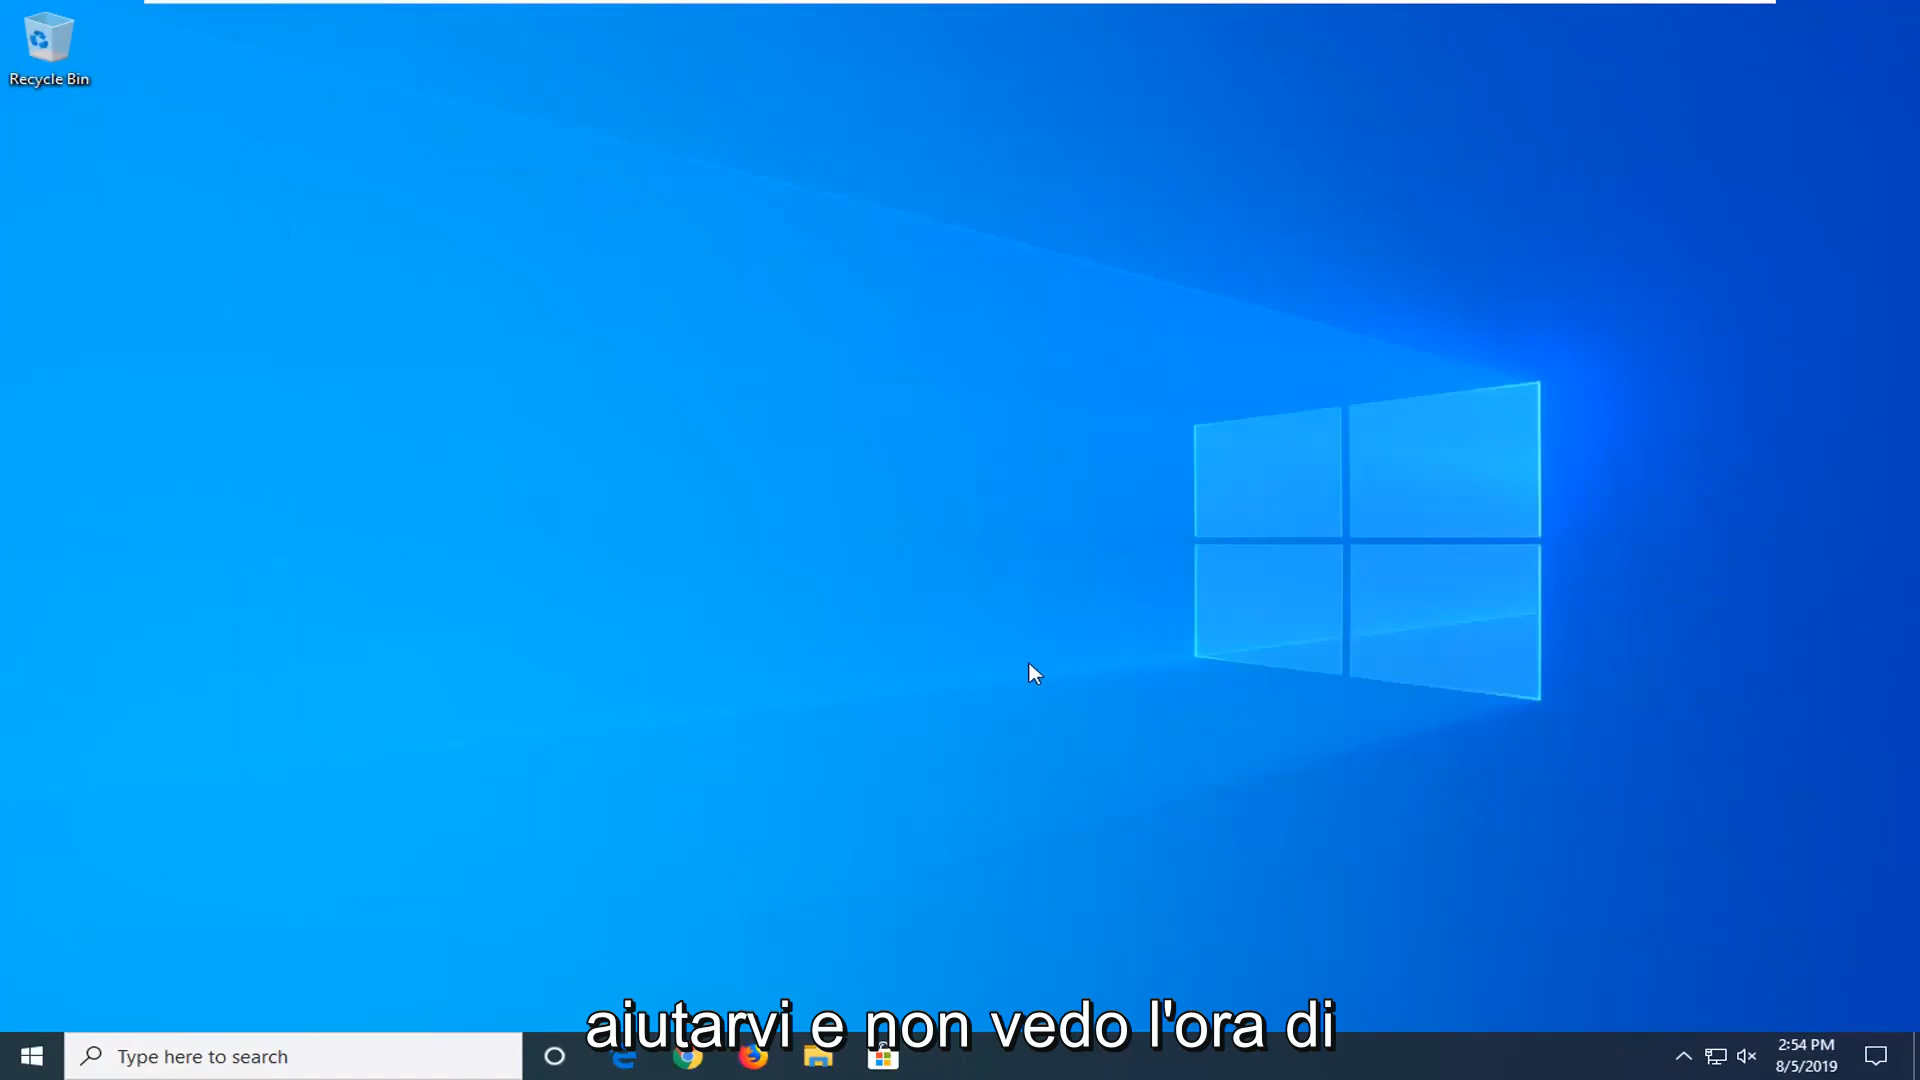 Recycle Bin
aiutarvi e non vedo l'ora di
Type here to search
2:54 PM
8/5/2019